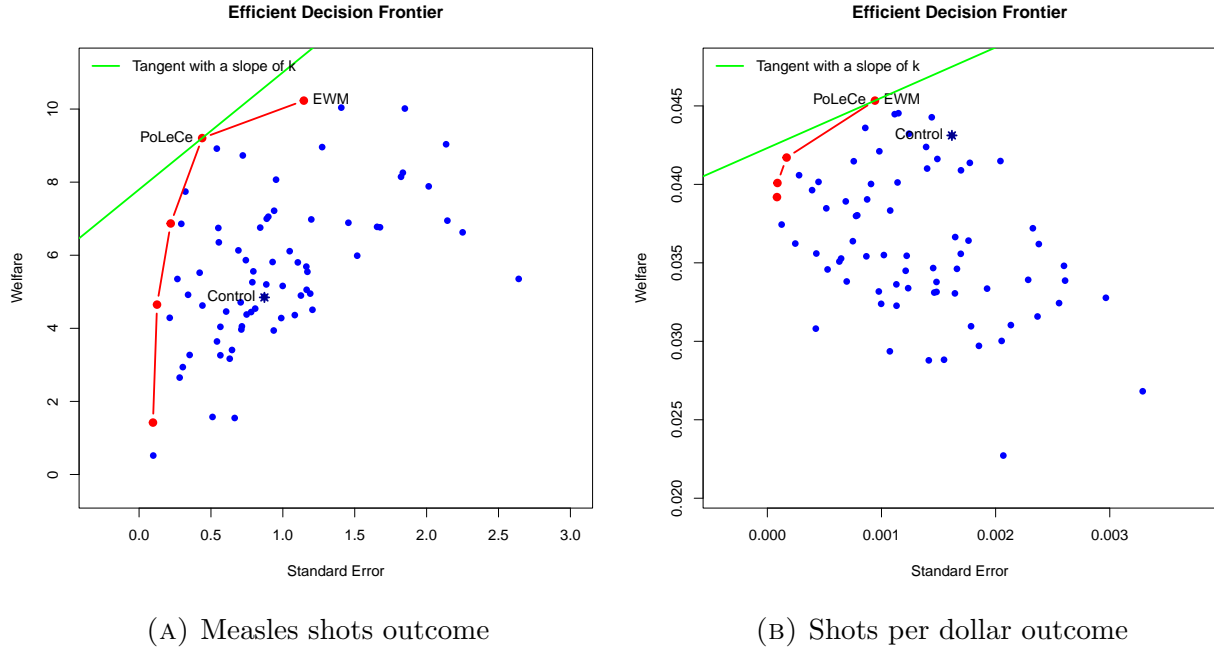 Efficient Decision Frontier
Tangent with a slope of k
EWM
PoLeCe
Control
Welfare
0
2
4
6
8
10
0.0
0.5
1.0
1.5
2.0
2.5
3.0
Standard Error
(A) Measles shots outcome
Efficient Decision Frontier
Tangent with a slope of k
PoLeCe
EWM
Control
Welfare
0.020
0.025
0.030
0.035
0.040
0.045
0.000
0.001
0.002
0.003
Standard Error
(B) Shots per dollar outcome